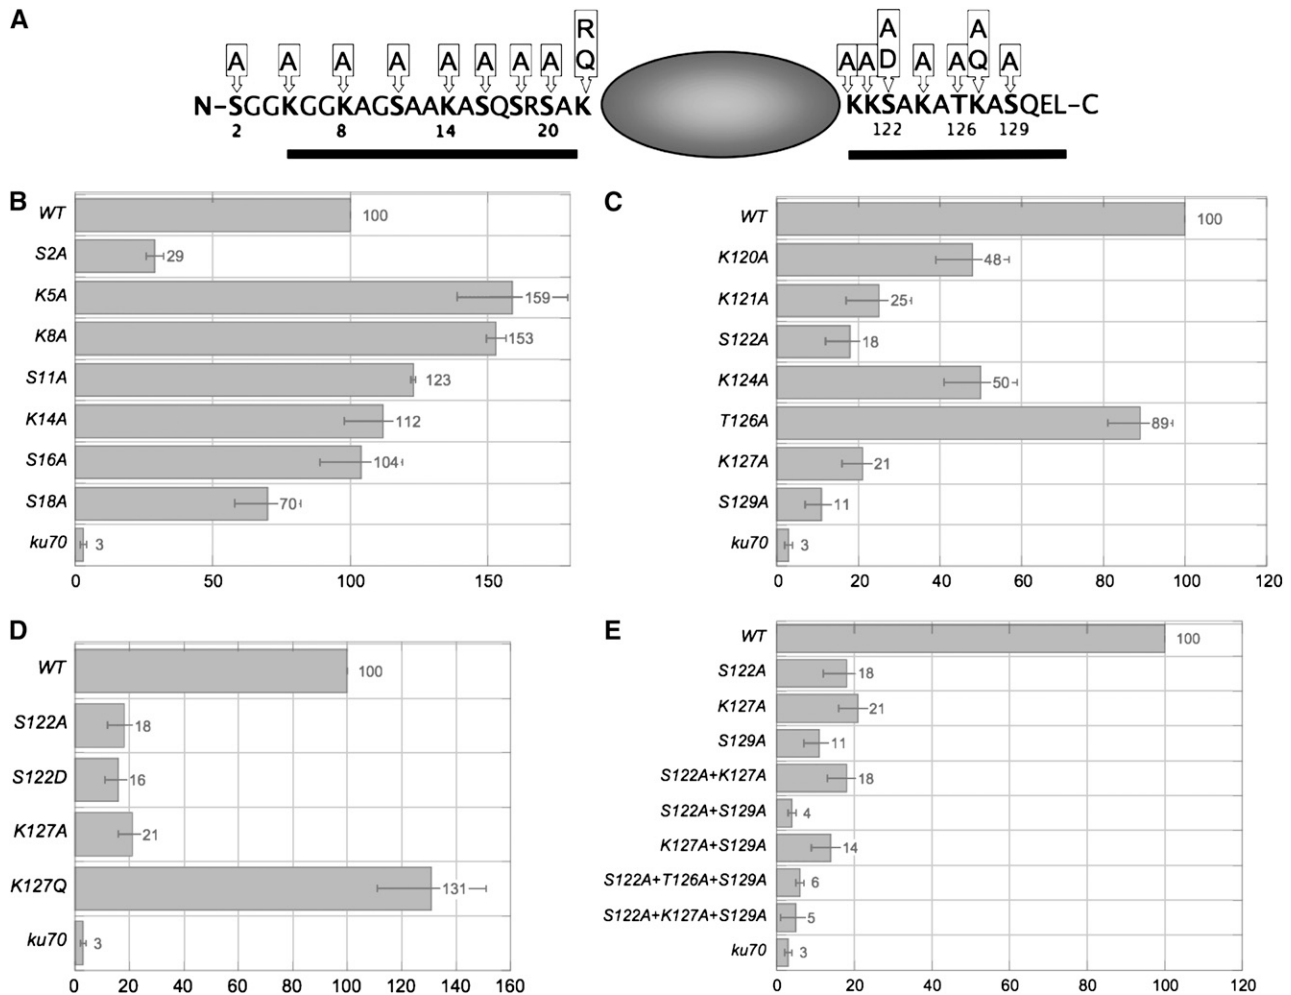 A
R
A
A
A
A
A
A
A
A
A
Q
A
A
D
A
A
A
Q
A
N-SGGKGGKAGSAAKASQSRSAK
KKSAKATKASQEL-C
2
8
14
20
122
126
129
B
WT
100
S2A
29
K5A
159
K8A
153
S11A
123
K14A
112
S16A
104
S18A
70
ku70
3
0 50 100 150
C
WT
100
K120A
48
K121A
25
S122A
18
K124A
50
T126A
89
K127A
21
S129A
11
ku70
3
0 20 40 60 80 100 120
D
WT
100
S122A
18
S122D
16
K127A
21
K127Q
131
ku70
3
0 20 40 60 80 100 120 140 160
E
WT
100
S122A
18
K127A
21
S129A
11
S122A+K127A
18
S122A+S129A
4
K127A+S129A
14
S122A+T126A+S129A
6
S122A+K127A+S129A
5
ku70
3
0 20 40 60 80 100 120